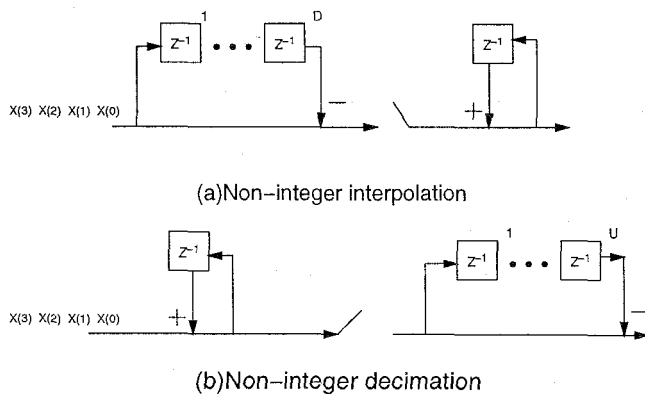 1 D
Z⁻¹ • • • Z⁻¹ Z⁻¹
− +
X(3) X(2) X(1) X(0)
(a)Non−integer interpolation
1 U
Z⁻¹ Z⁻¹ • • • Z⁻¹
X(3) X(2) X(1) X(0) + −
(b)Non−integer decimation